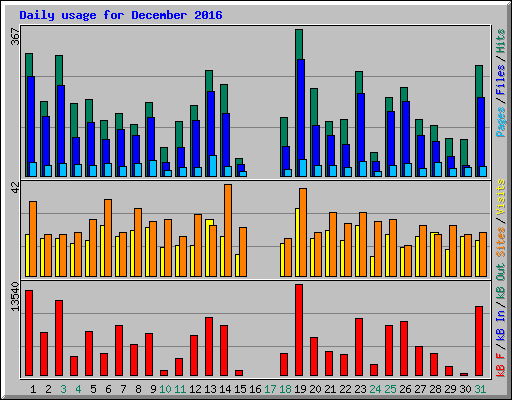 Daily usage for December 2016
367
42
13540
Pages / Files / Hits
Sites / Visits
kB F / kB In / kB Out
1 2 3 4 5 6 7 8 9 10 11 12 13 14 15 16 17 18 19 20 21 22 23 24 25 26 27 28 29 30 31